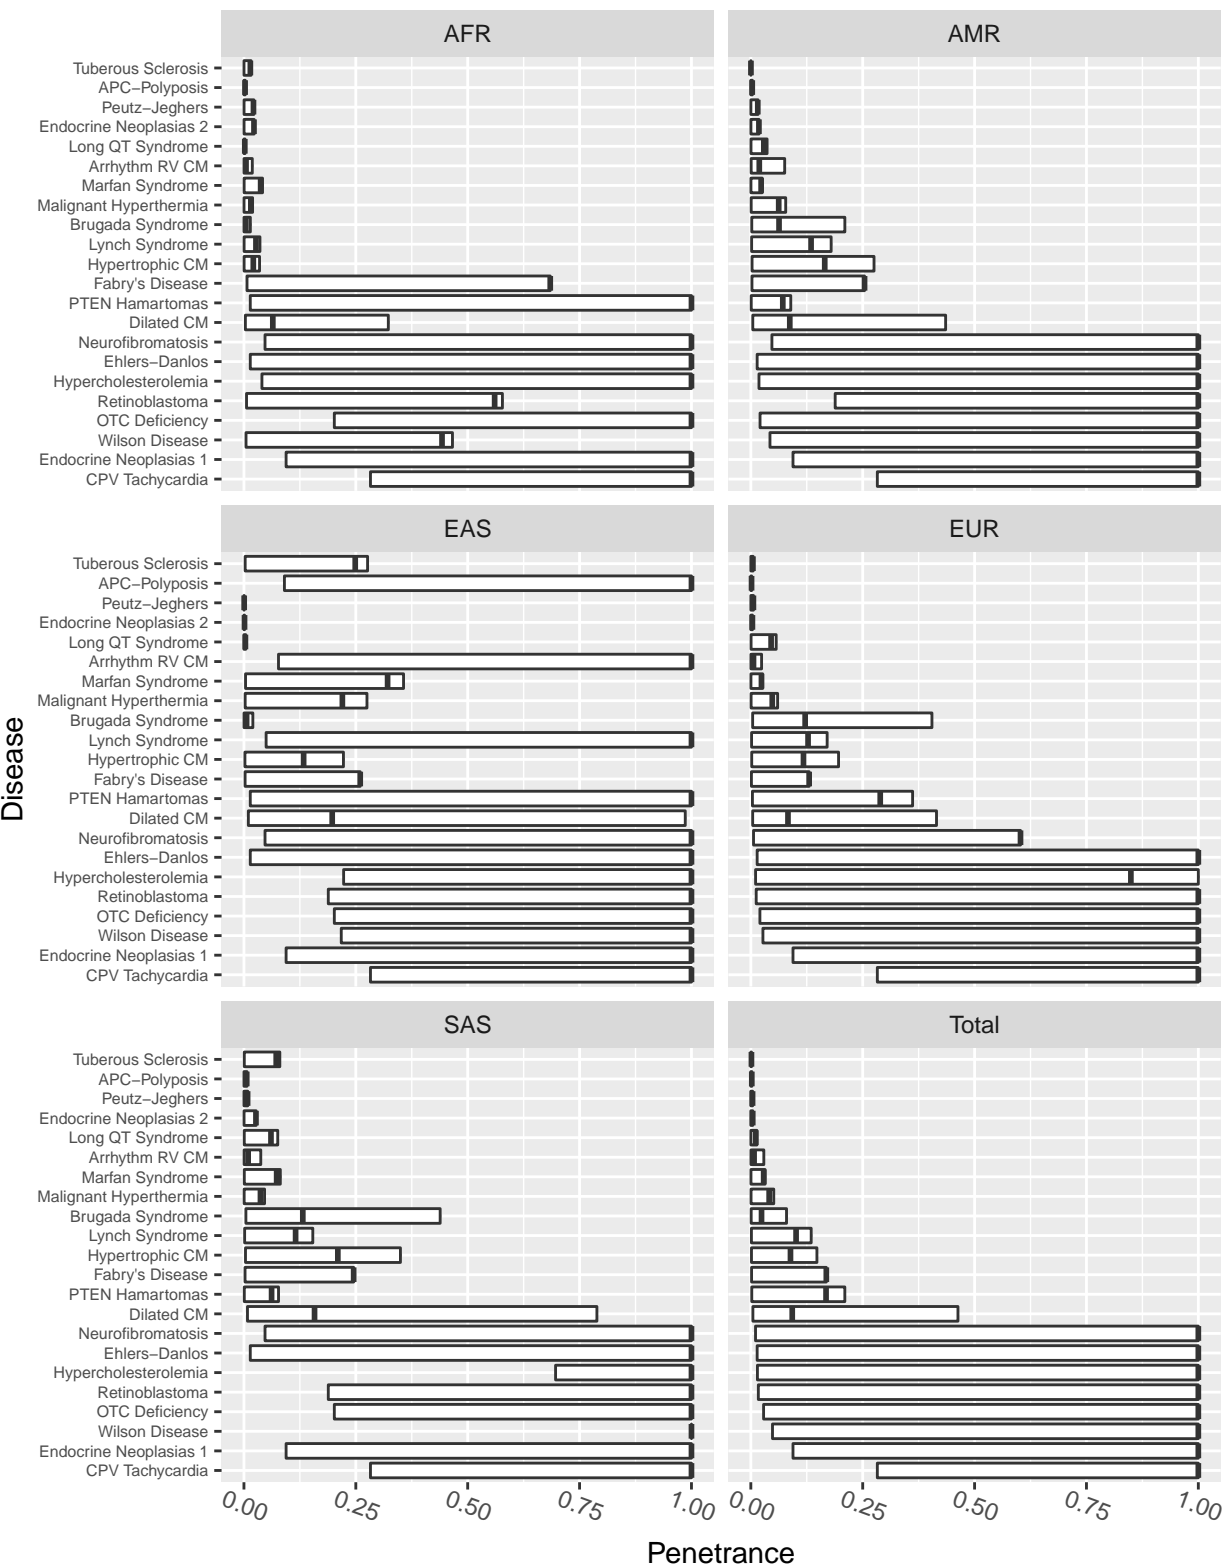 AFR
AMR
Tuberous Sclerosis
APC−Polyposis
Peutz−Jeghers
Endocrine Neoplasias 2
Long QT Syndrome
Arrhythm RV CM
Marfan Syndrome
Malignant Hyperthermia
Brugada Syndrome
Lynch Syndrome
Hypertrophic CM
Fabry's Disease
PTEN Hamartomas
Dilated CM
Neurofibromatosis
Ehlers−Danlos
Hypercholesterolemia
Retinoblastoma
OTC Deficiency
Wilson Disease
Endocrine Neoplasias 1
CPV Tachycardia
EAS
EUR
Tuberous Sclerosis
APC−Polyposis
Peutz−Jeghers
Endocrine Neoplasias 2
Long QT Syndrome
Arrhythm RV CM
Marfan Syndrome
Malignant Hyperthermia
Brugada Syndrome
Lynch Syndrome
Hypertrophic CM
Fabry's Disease
PTEN Hamartomas
Dilated CM
Neurofibromatosis
Ehlers−Danlos
Hypercholesterolemia
Retinoblastoma
OTC Deficiency
Wilson Disease
Endocrine Neoplasias 1
CPV Tachycardia
Disease
SAS
Total
Tuberous Sclerosis
APC−Polyposis
Peutz−Jeghers
Endocrine Neoplasias 2
Long QT Syndrome
Arrhythm RV CM
Marfan Syndrome
Malignant Hyperthermia
Brugada Syndrome
Lynch Syndrome
Hypertrophic CM
Fabry's Disease
PTEN Hamartomas
Dilated CM
Neurofibromatosis
Ehlers−Danlos
Hypercholesterolemia
Retinoblastoma
OTC Deficiency
Wilson Disease
Endocrine Neoplasias 1
CPV Tachycardia
0.00 0.25 0.50 0.75 1.00
0.00 0.25 0.50 0.75 1.00
Penetrance